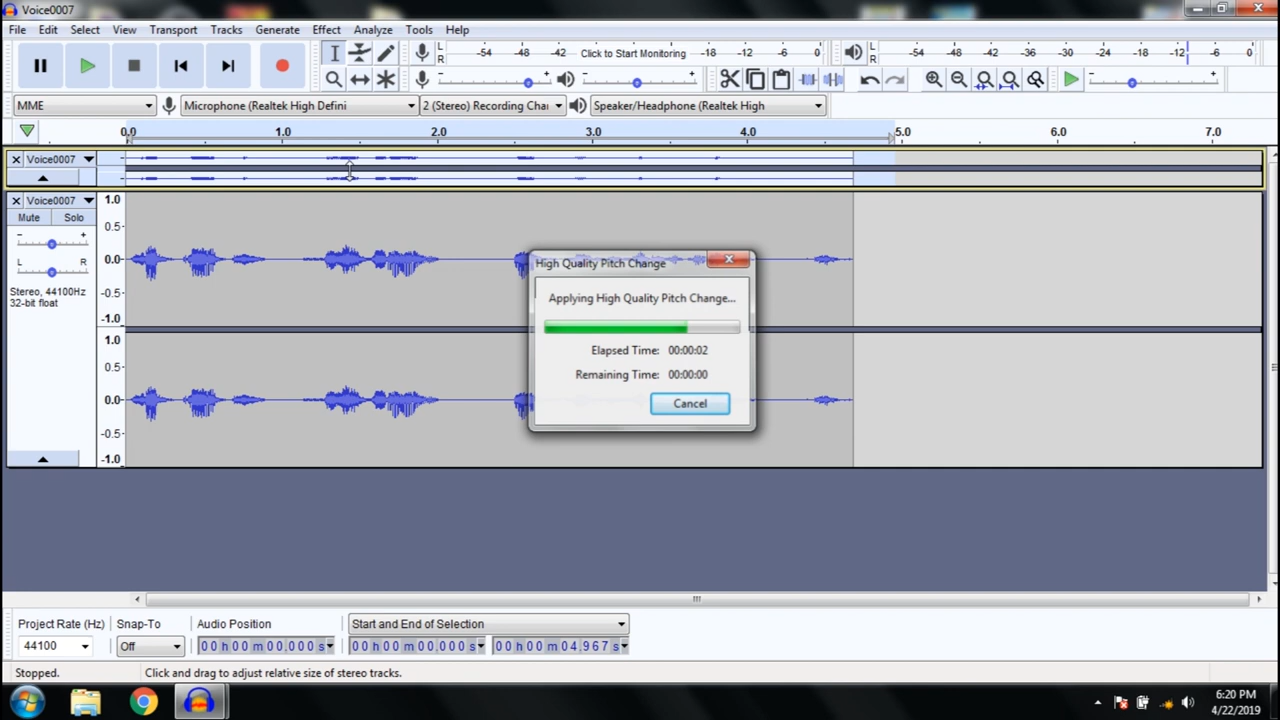 Voice0007
File Edit Select View Transport Tracks Generate Effect Analyze Tools Help
L R -54 -48 -42 Click to Start Monitoring -18 -12 -6 0 L R -54 -48 -42 -36 -30 -24 -18 -12 -6 0
MME Microphone (Realtek High Defini 2 (Stereo) Recording Char Speaker/Headphone (Realtek High
0.0 1.0 2.0 3.0 4.0 5.0 6.0 7.0
Voice0007
Voice0007
Mute Solo
- +
L R
Stereo, 44100Hz
32-bit float
1.0
0.5-
0.0-
-0.5-
-1.0
1.0
0.5-
0.0-
-0.5-
-1.0
High Quality Pitch Change
Applying High Quality Pitch Change...
Elapsed Time: 00:00:02
Remaining Time: 00:00:00
Cancel
Project Rate (Hz) Snap-To Audio Position Start and End of Selection
44100 Off 00h00m00.000s 00h00m00.000s 00h00m04.967s
Stopped. Click and drag to adjust relative size of stereo tracks.
6:20 PM
4/22/2019